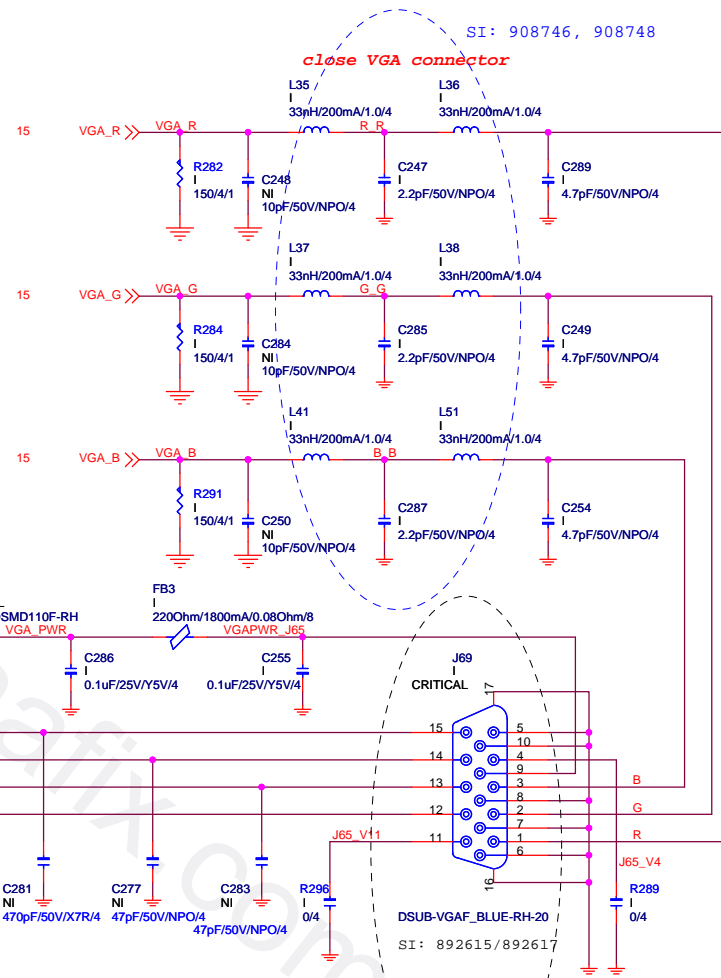 SI: 908746, 908748
close VGA connector
L35
I
33nH/200mA/1.0/4
L36
I
33nH/200mA/1.0/4
15
VGA_R
VGA_R
R_R
R282
I
150/4/1
C248
NI
10pF/50V/NPO/4
C247
I
2.2pF/50V/NPO/4
C289
I
4.7pF/50V/NPO/4
L37
I
33nH/200mA/1.0/4
L38
I
33nH/200mA/1.0/4
15
VGA_G
VGA_G
G_G
R284
I
150/4/1
C284
NI
10pF/50V/NPO/4
C285
I
2.2pF/50V/NPO/4
C249
I
4.7pF/50V/NPO/4
L41
I
33nH/200mA/1.0/4
L51
I
33nH/200mA/1.0/4
15
VGA_B
VGA_B
B_B
R291
I
150/4/1
C250
NI
10pF/50V/NPO/4
C287
I
2.2pF/50V/NPO/4
C254
I
4.7pF/50V/NPO/4
SMD110F-RH
VGA_PWR
FB3
I
220Ohm/1800mA/0.08Ohm/8
VGAPWR_J65
C286
I
0.1uF/25V/Y5V/4
C255
I
0.1uF/25V/Y5V/4
J69
I
CRITICAL
17
15
5
10
14
4
9
13
3
B
8
12
2
G
7
11
1
R
6
16
J65_V11
J65_V4
C281
NI
470pF/50V/X7R/4
C277
NI
47pF/50V/NPO/4
C283
NI
47pF/50V/NPO/4
R296
I
0/4
R289
I
0/4
DSUB-VGAF_BLUE-RH-20
SI: 892615/892617
afix.com